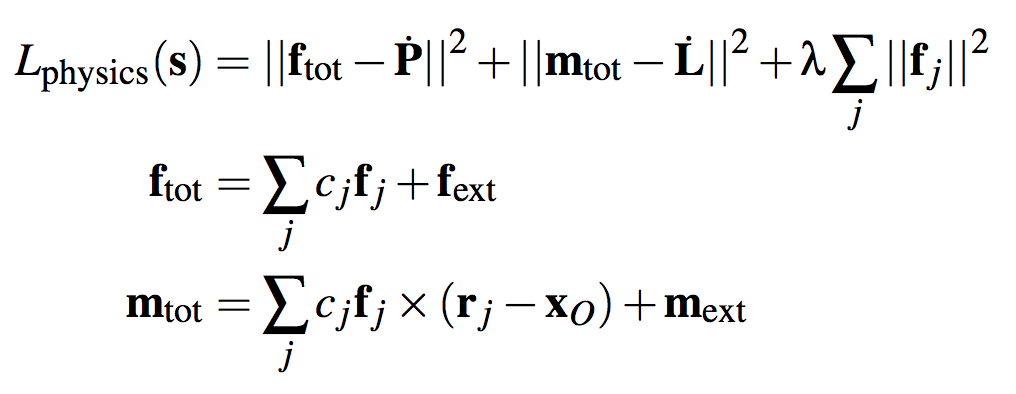 L_physics(s) = ||f_tot − Ṗ||² + ||m_tot − L̇||² + λ∑_j ||f_j||²
f_tot = ∑_j c_j f_j + f_ext
m_tot = ∑_j c_j f_j × (r_j − x_O) + m_ext